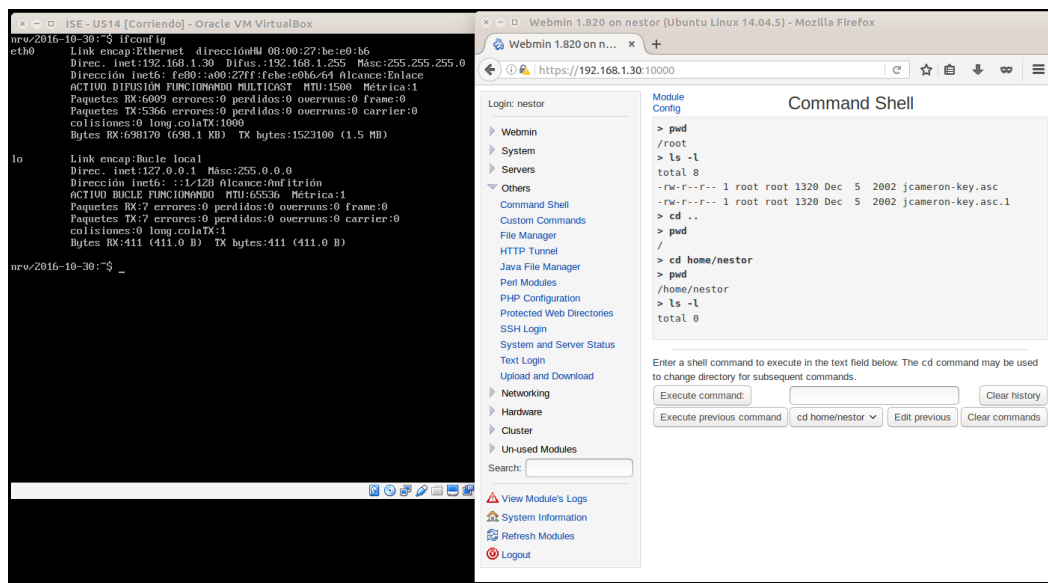 ISE - US14 [Corriendo] - Oracle VM VirtualBox
nrv/2016-10-30:~$ ifconfig
eth0 Link encap:Ethernet direcciónHW 08:00:27:be:e0:b6
Direc. inet:192.168.1.30 Difus.:192.168.1.255 Másc:255.255.255.0
Dirección inet6: fe80::a00:27ff:febe:e0b6/64 Alcance:Enlace
ACTIVO DIFUSIÓN FUNCIONANDO MULTICAST MTU:1500 Métrica:1
Paquetes RX:6009 errores:0 perdidos:0 overruns:0 frame:0
Paquetes TX:5366 errores:0 perdidos:0 overruns:0 carrier:0
colisiones:0 long.colaTX:1000
Bytes RX:698170 (698.1 KB) TX bytes:1523100 (1.5 MB)
lo Link encap:Bucle local
Direc. inet:127.0.0.1 Másc:255.0.0.0
Dirección inet6: ::1/128 Alcance:Anfitrión
ACTIVO BUCLE FUNCIONANDO MTU:65536 Métrica:1
Paquetes RX:7 errores:0 perdidos:0 overruns:0 frame:0
Paquetes TX:7 errores:0 perdidos:0 overruns:0 carrier:0
colisiones:0 long.colaTX:1
Bytes RX:411 (411.0 B) TX bytes:411 (411.0 B)
nrv/2016-10-30:~$ _
Webmin 1.820 on nestor (Ubuntu Linux 14.04.5) - Mozilla Firefox
Webmin 1.820 on n...
https://192.168.1.30:10000
Login: nestor
Webmin
System
Servers
Others
Command Shell
Custom Commands
File Manager
HTTP Tunnel
Java File Manager
Perl Modules
PHP Configuration
Protected Web Directories
SSH Login
System and Server Status
Text Login
Upload and Download
Networking
Hardware
Cluster
Un-used Modules
Search:
View Module's Logs
System Information
Refresh Modules
Logout
Module
Config
Command Shell
> pwd
/root
> ls -l
total 8
-rw-r--r-- 1 root root 1320 Dec 5 2002 jcameron-key.asc
-rw-r--r-- 1 root root 1320 Dec 5 2002 jcameron-key.asc.1
> cd ..
> pwd
/
> cd home/nestor
> pwd
/home/nestor
> ls -l
total 0
Enter a shell command to execute in the text field below. The cd command may be used
to change directory for subsequent commands.
Execute command: Clear history
Execute previous command cd home/nestor Edit previous Clear commands